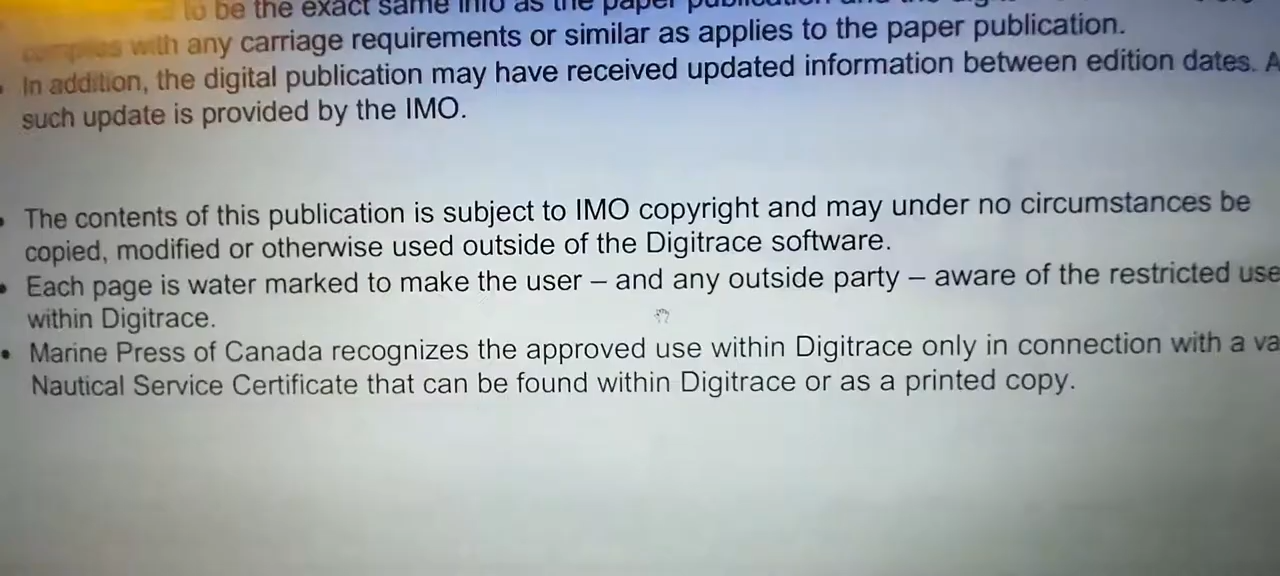 to be the exact same info as the paper publication and the
complies with any carriage requirements or similar as applies to the paper publication.
In addition, the digital publication may have received updated information between edition dates.
such update is provided by the IMO.
• The contents of this publication is subject to IMO copyright and may under no circumstances be
copied, modified or otherwise used outside of the Digitrace software.
• Each page is water marked to make the user – and any outside party – aware of the restricted use
within Digitrace.
• Marine Press of Canada recognizes the approved use within Digitrace only in connection with a
Nautical Service Certificate that can be found within Digitrace or as a printed copy.